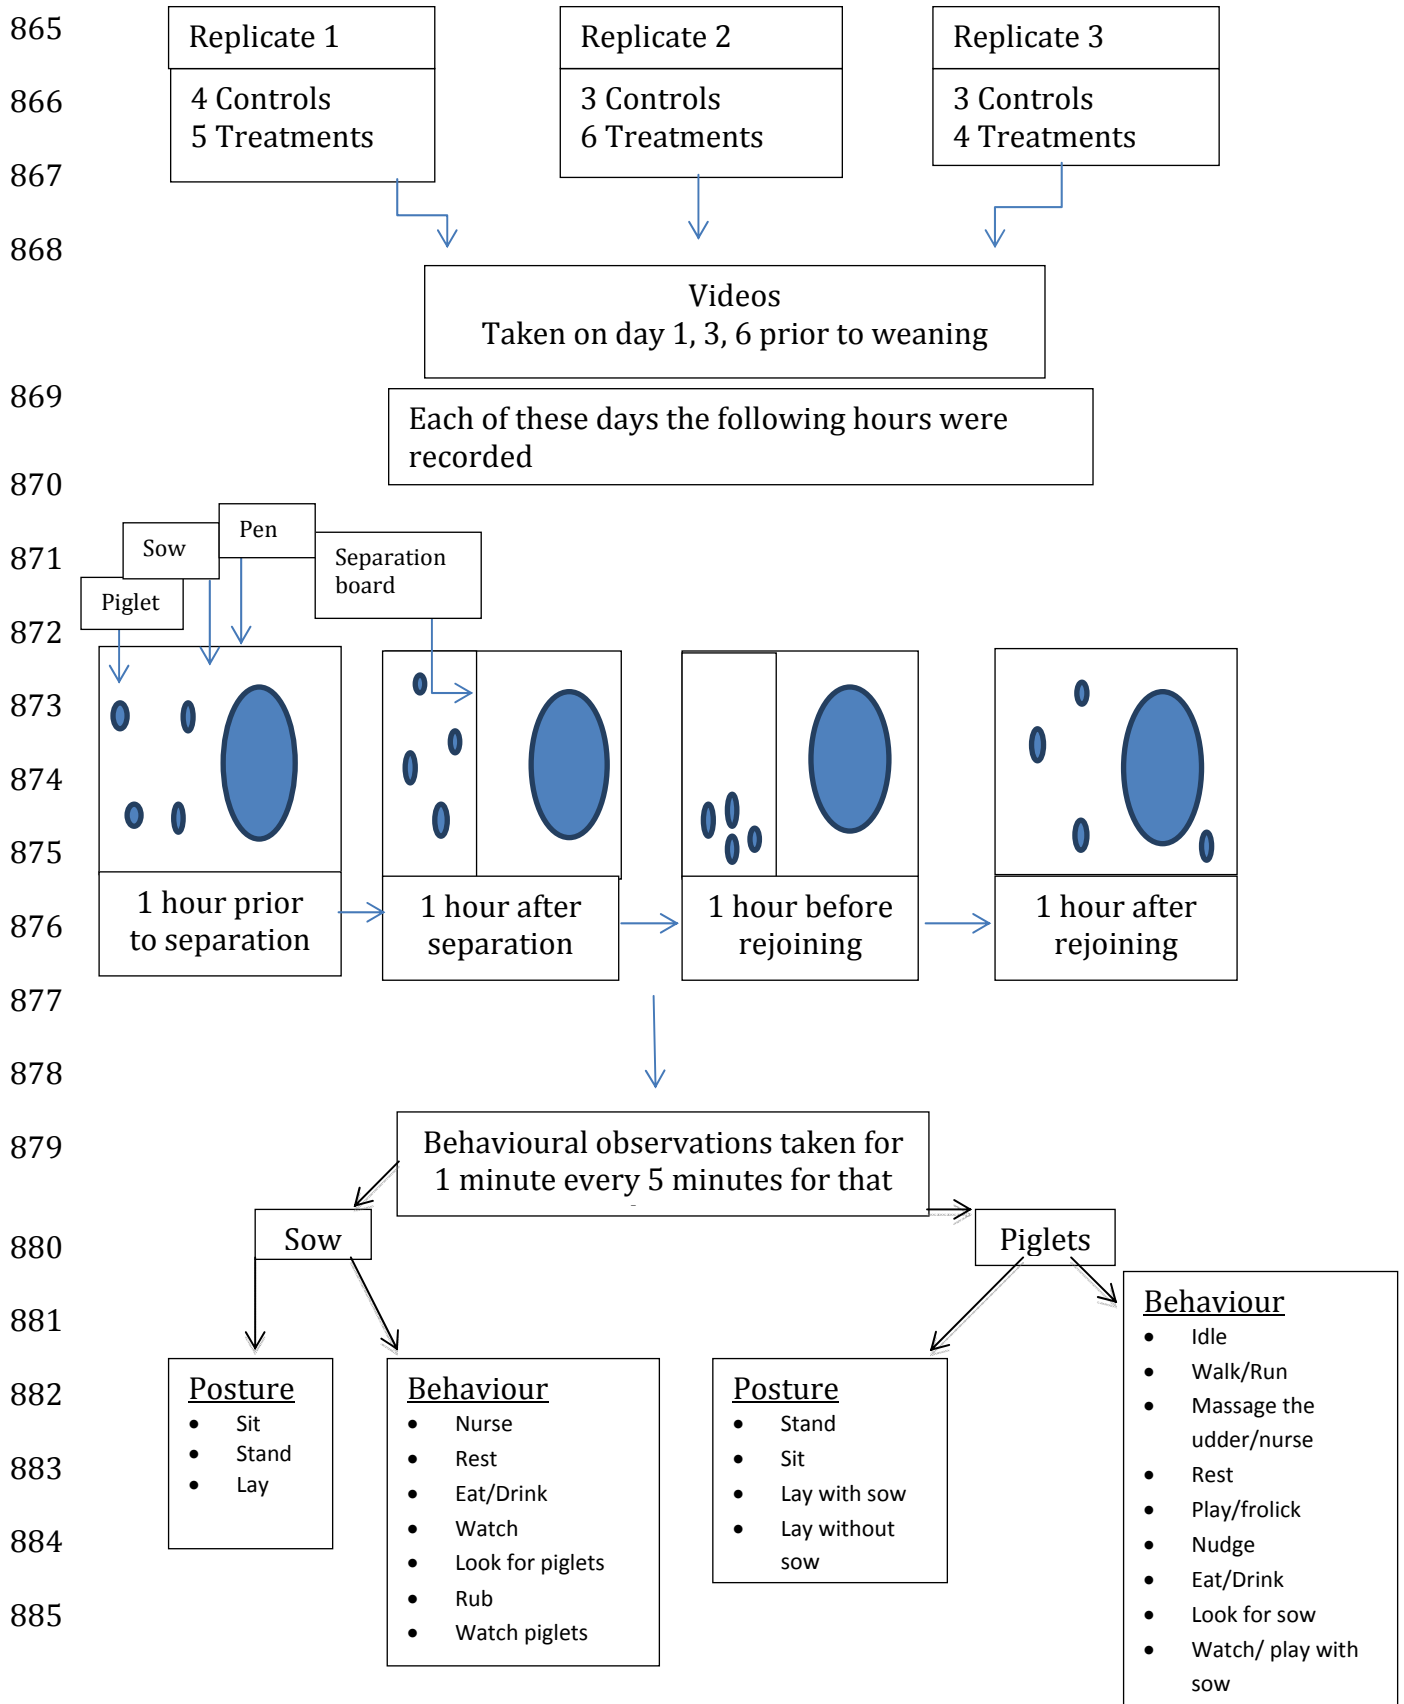 865
Replicate 1
Replicate 2
Replicate 3
866
4 Controls
5 Treatments
3 Controls
6 Treatments
3 Controls
4 Treatments
867
868
Videos
Taken on day 1, 3, 6 prior to weaning
869
Each of these days the following hours were
recorded
870
871
Piglet
Sow
Pen
Separation
board
872
873
874
875
1 hour prior
to separation
1 hour after
separation
1 hour before
rejoining
1 hour after
rejoining
876
877
878
879
Behavioural observations taken for
1 minute every 5 minutes for that
880
Sow
Piglets
881
882
Posture
• Sit
• Stand
• Lay
Behaviour
• Nurse
• Rest
• Eat/Drink
• Watch
• Look for piglets
• Rub
• Watch piglets
Posture
• Stand
• Sit
• Lay with sow
• Lay without
sow
Behaviour
• Idle
• Walk/Run
• Massage the
udder/nurse
• Rest
• Play/frolick
• Nudge
• Eat/Drink
• Look for sow
• Watch/ play with
sow
883
884
885